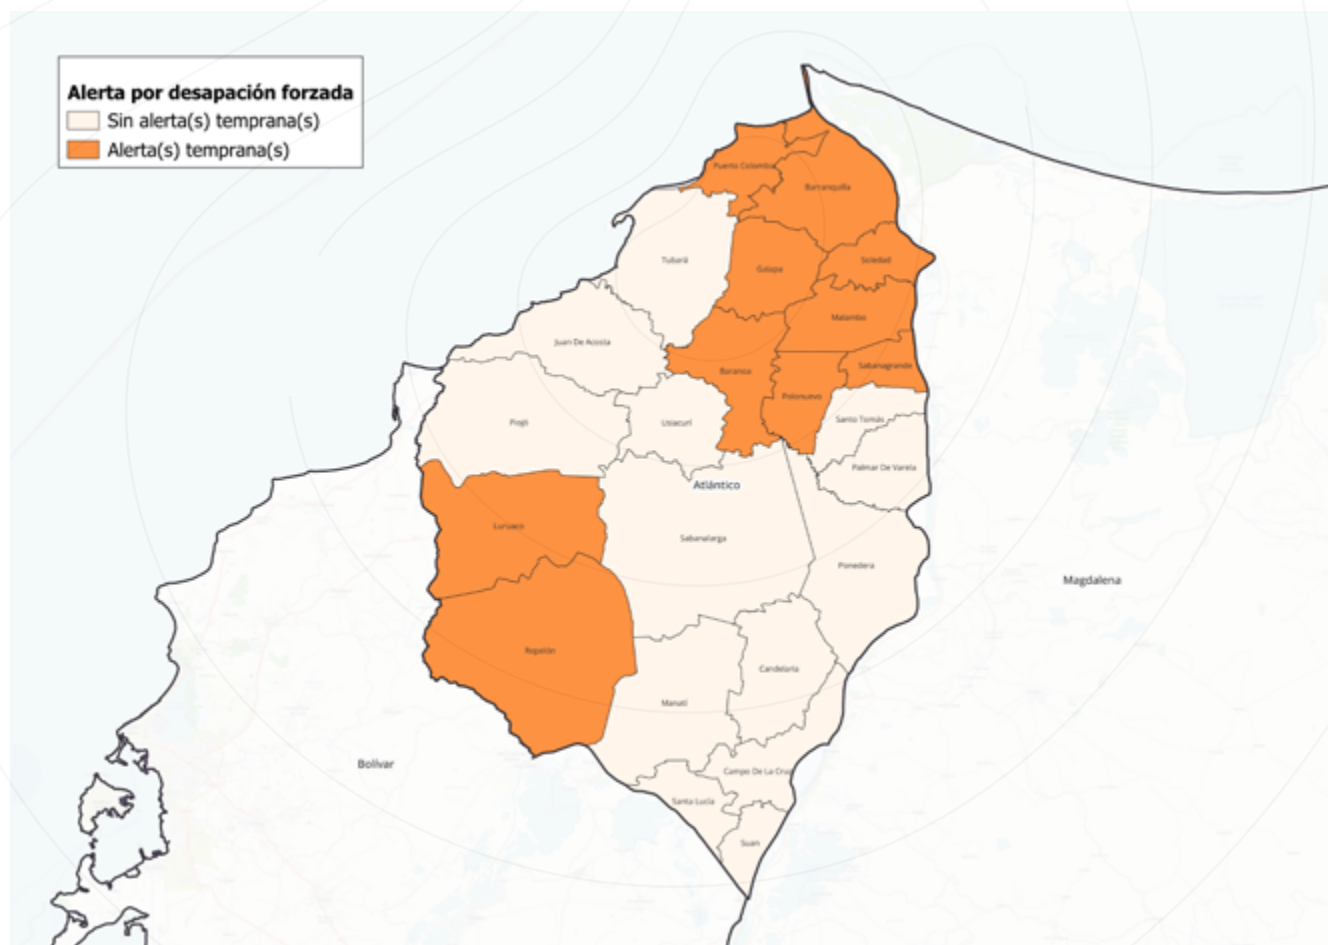 Alerta por desapación forzada
Sin alerta(s) temprana(s)
Alerta(s) temprana(s)
Puerto Colombia
Barranquilla
Tubará
Galapa
Soledad
Malambo
Juan De Acosta
Baranoa
Sabanagrande
Polonuevo
Piojó
Usiacurí
Santo Tomás
Palmar De Varela
Atlántico
Luruaco
Sabanalarga
Ponedera
Magdalena
Repelón
Candelaria
Manatí
Bolívar
Campo De La Cruz
Santa Lucía
Suan